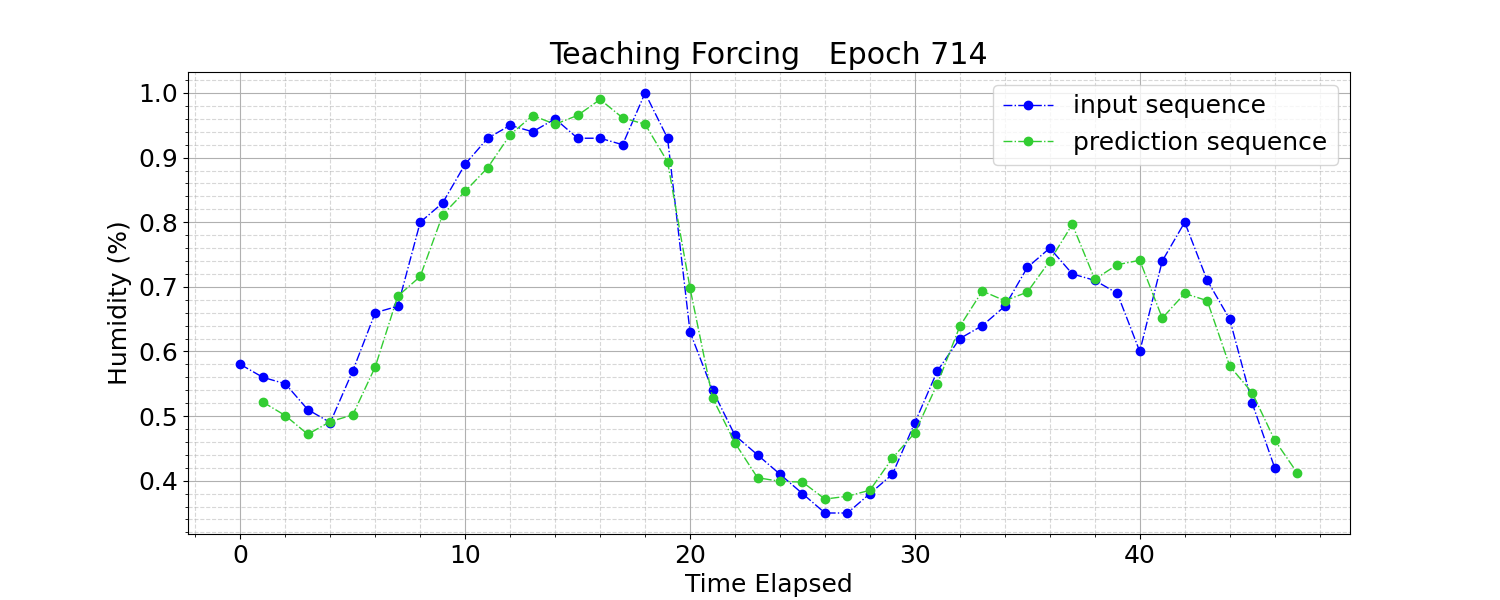 Teaching Forcing   Epoch 714
input sequence
prediction sequence
Humidity (%)
1.0
0.9
0.8
0.7
0.6
0.5
0.4
0 10 20 30 40
Time Elapsed